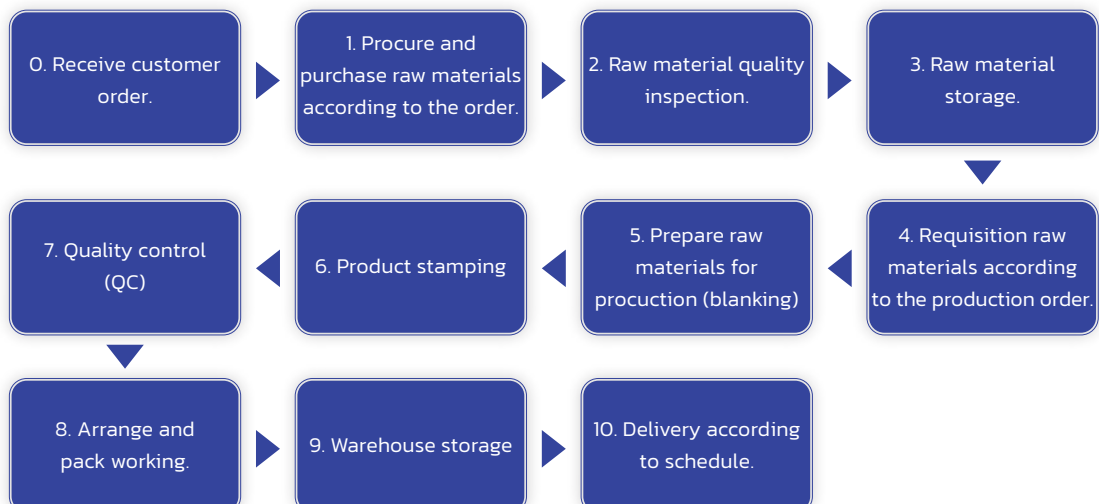 0. Receive customer
order.
1. Procure and
purchase raw materials
according to the order.
2. Raw material quality
inspection.
3. Raw material
storage.
4. Requisition raw
materials according
to the production order.
5. Prepare raw
materials for
procuction (blanking)
6. Product stamping
7. Quality control
(QC)
8. Arrange and
pack working.
9. Warehouse storage
10. Delivery according
to schedule.